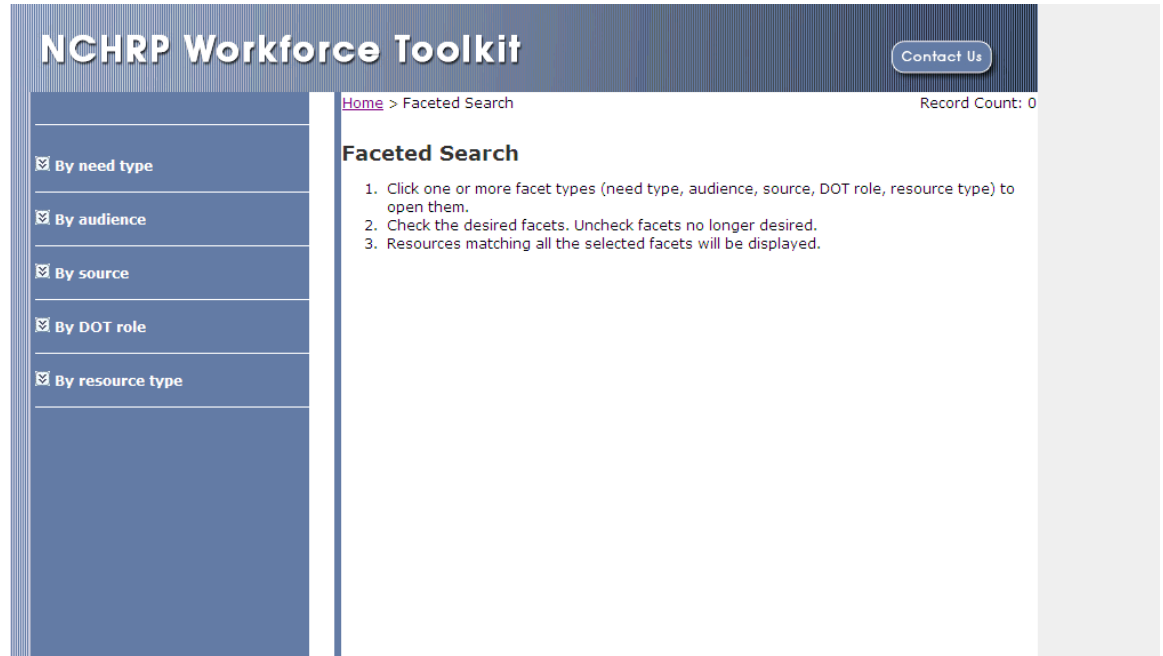 NCHRP Workforce Toolkit
Contact Us
Home > Faceted Search
Record Count: 0
By need type
By audience
By source
By DOT role
By resource type
Faceted Search
1. Click one or more facet types (need type, audience, source, DOT role, resource type) to
open them.
2. Check the desired facets. Uncheck facets no longer desired.
3. Resources matching all the selected facets will be displayed.